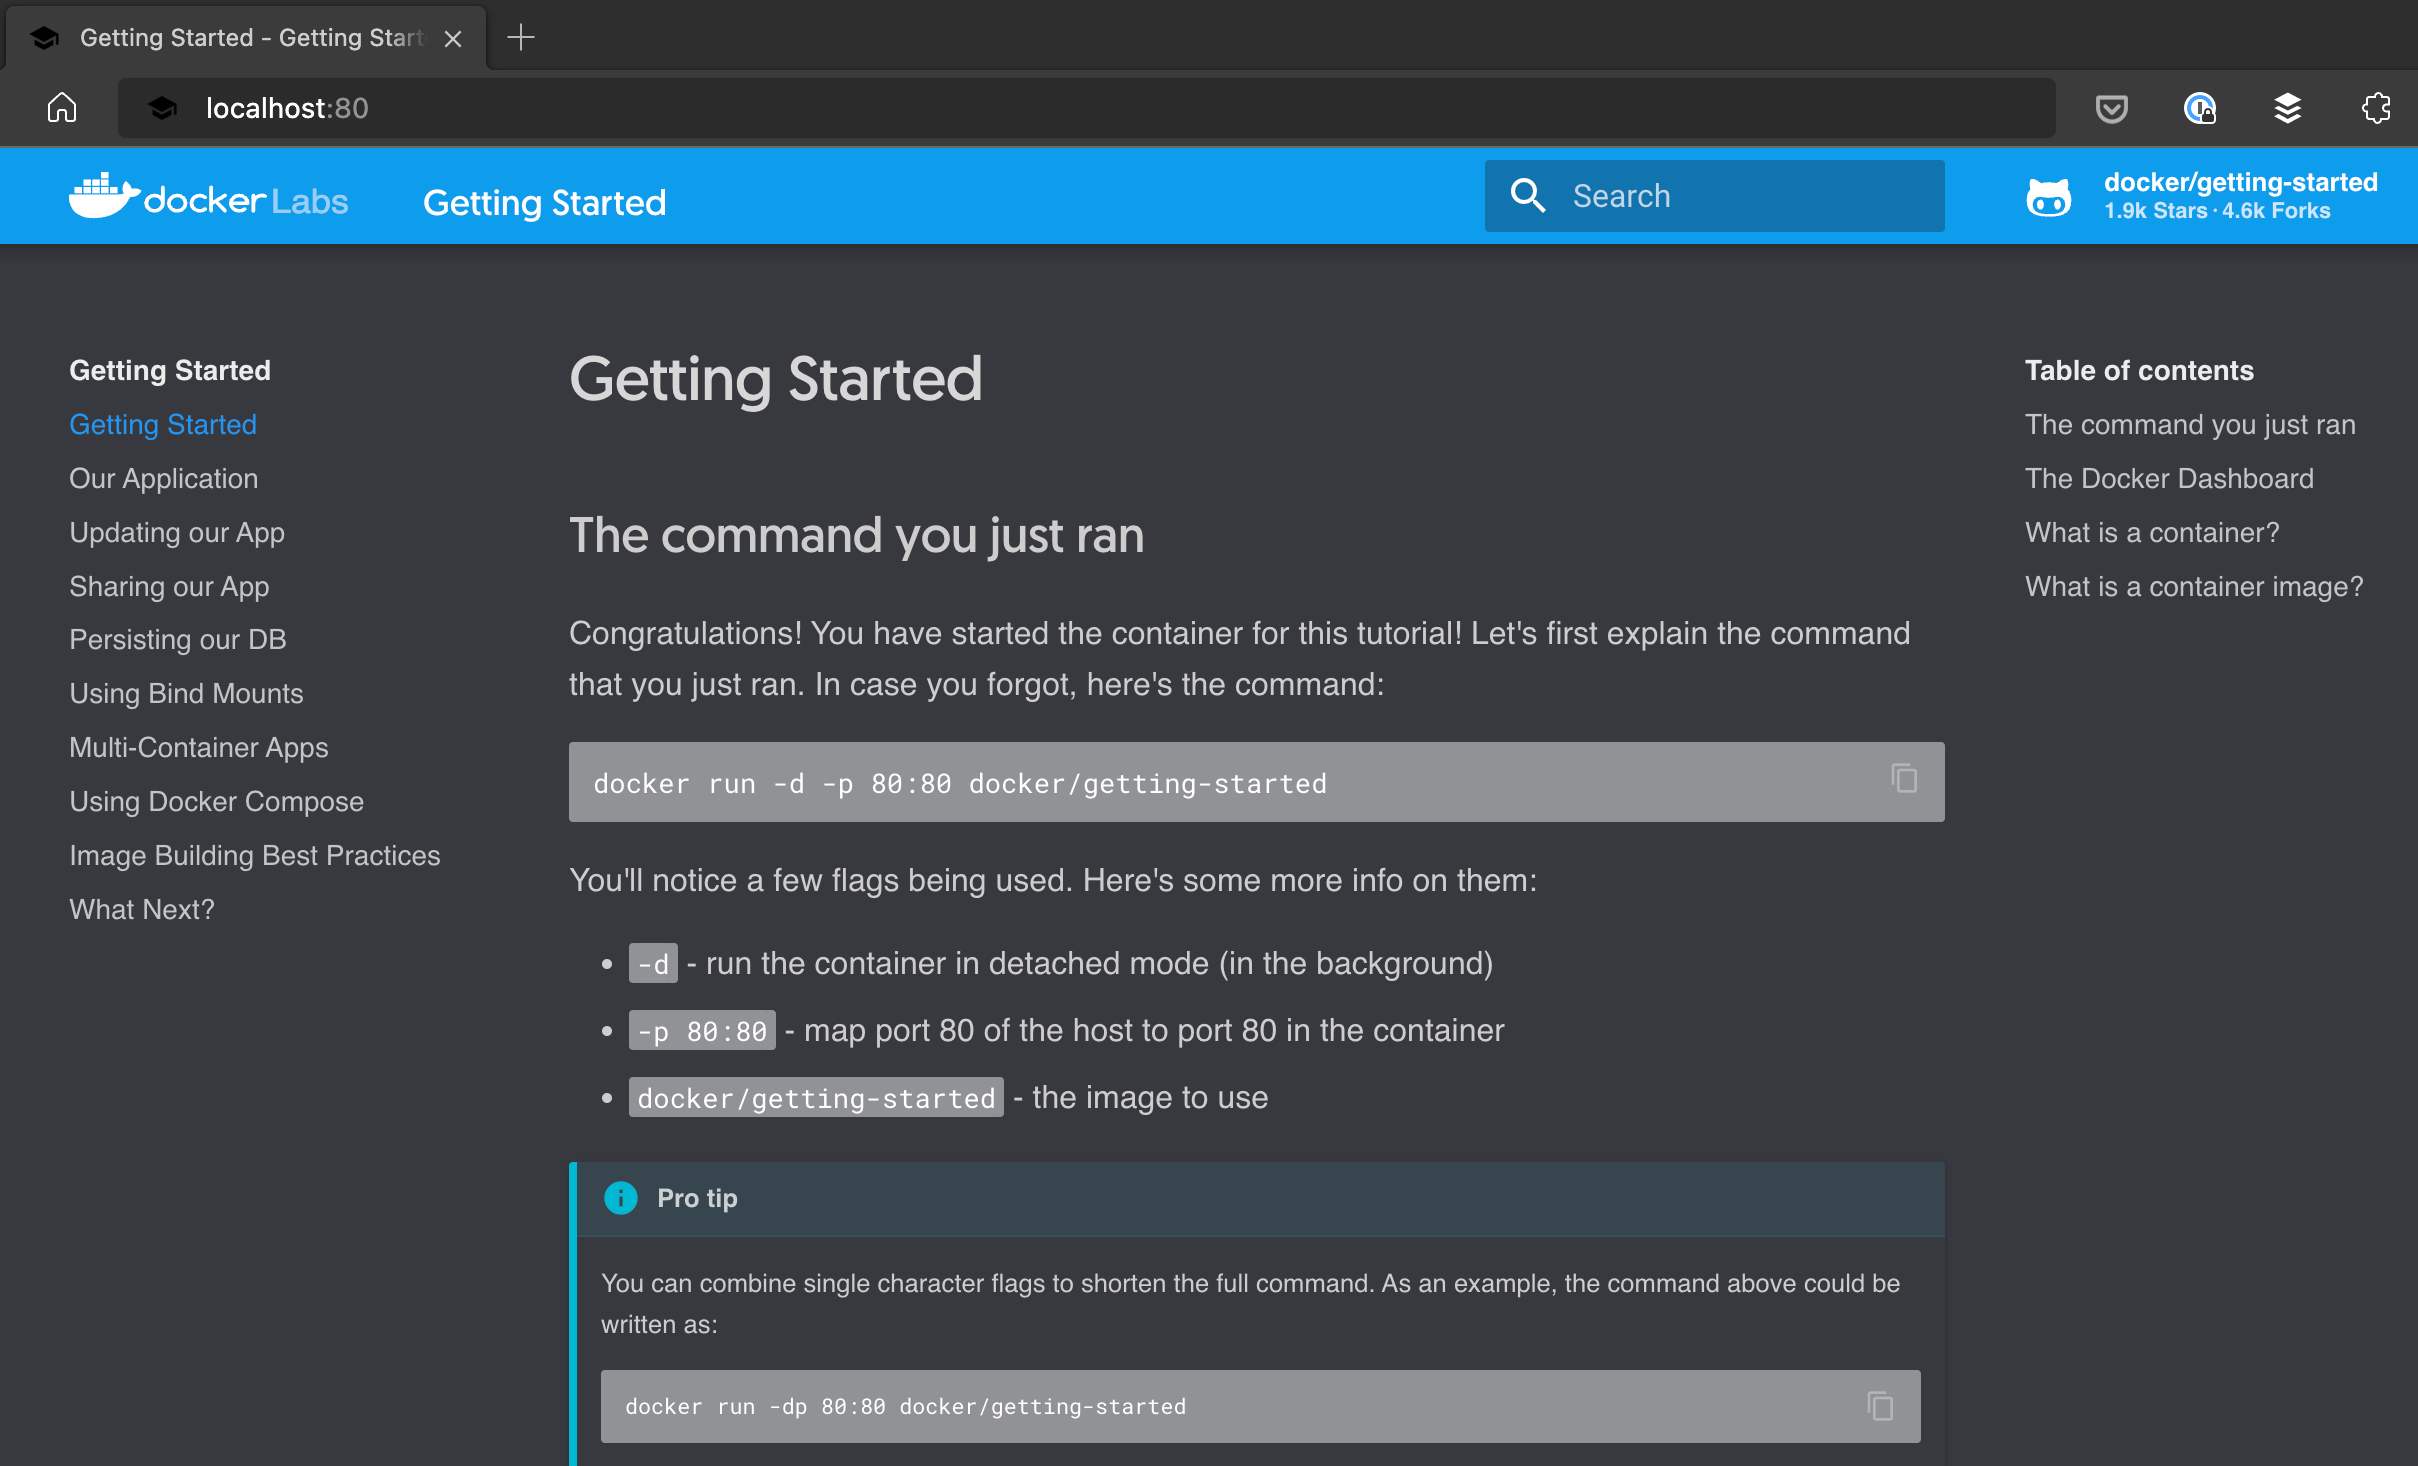 Getting Started - Getting Start
localhost:80
docker Labs
Getting Started
Search
docker/getting-started
1.9k Stars · 4.6k Forks
Getting Started
Getting Started
Our Application
Updating our App
Sharing our App
Persisting our DB
Using Bind Mounts
Multi-Container Apps
Using Docker Compose
Image Building Best Practices
What Next?
Getting Started
The command you just ran
Congratulations! You have started the container for this tutorial! Let's first explain the command
that you just ran. In case you forgot, here's the command:
docker run -d -p 80:80 docker/getting-started
You'll notice a few flags being used. Here's some more info on them:
• -d - run the container in detached mode (in the background)
• -p 80:80 - map port 80 of the host to port 80 in the container
• docker/getting-started - the image to use
Pro tip
You can combine single character flags to shorten the full command. As an example, the command above could be
written as:
docker run -dp 80:80 docker/getting-started
Table of contents
The command you just ran
The Docker Dashboard
What is a container?
What is a container image?